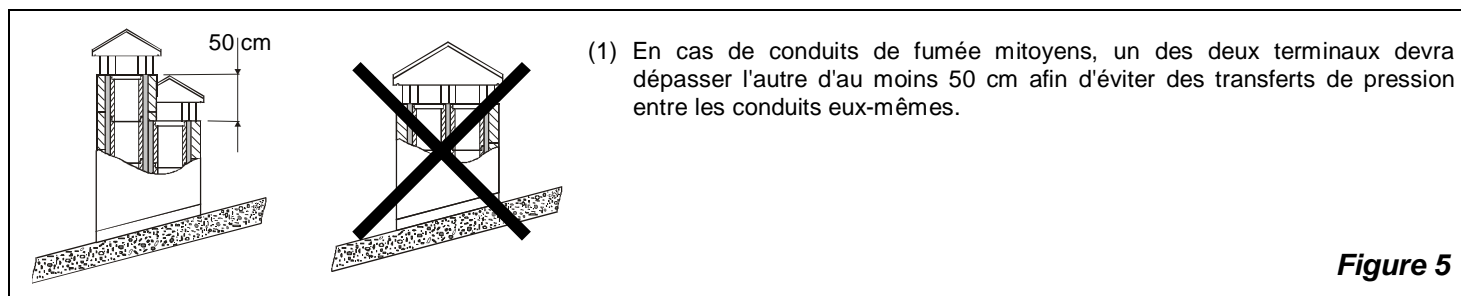 50 cm
(1) En cas de conduits de fumée mitoyens, un des deux terminaux devra
dépasser l'autre d'au moins 50 cm afin d'éviter des transferts de pression
entre les conduits eux-mêmes.
Figure 5